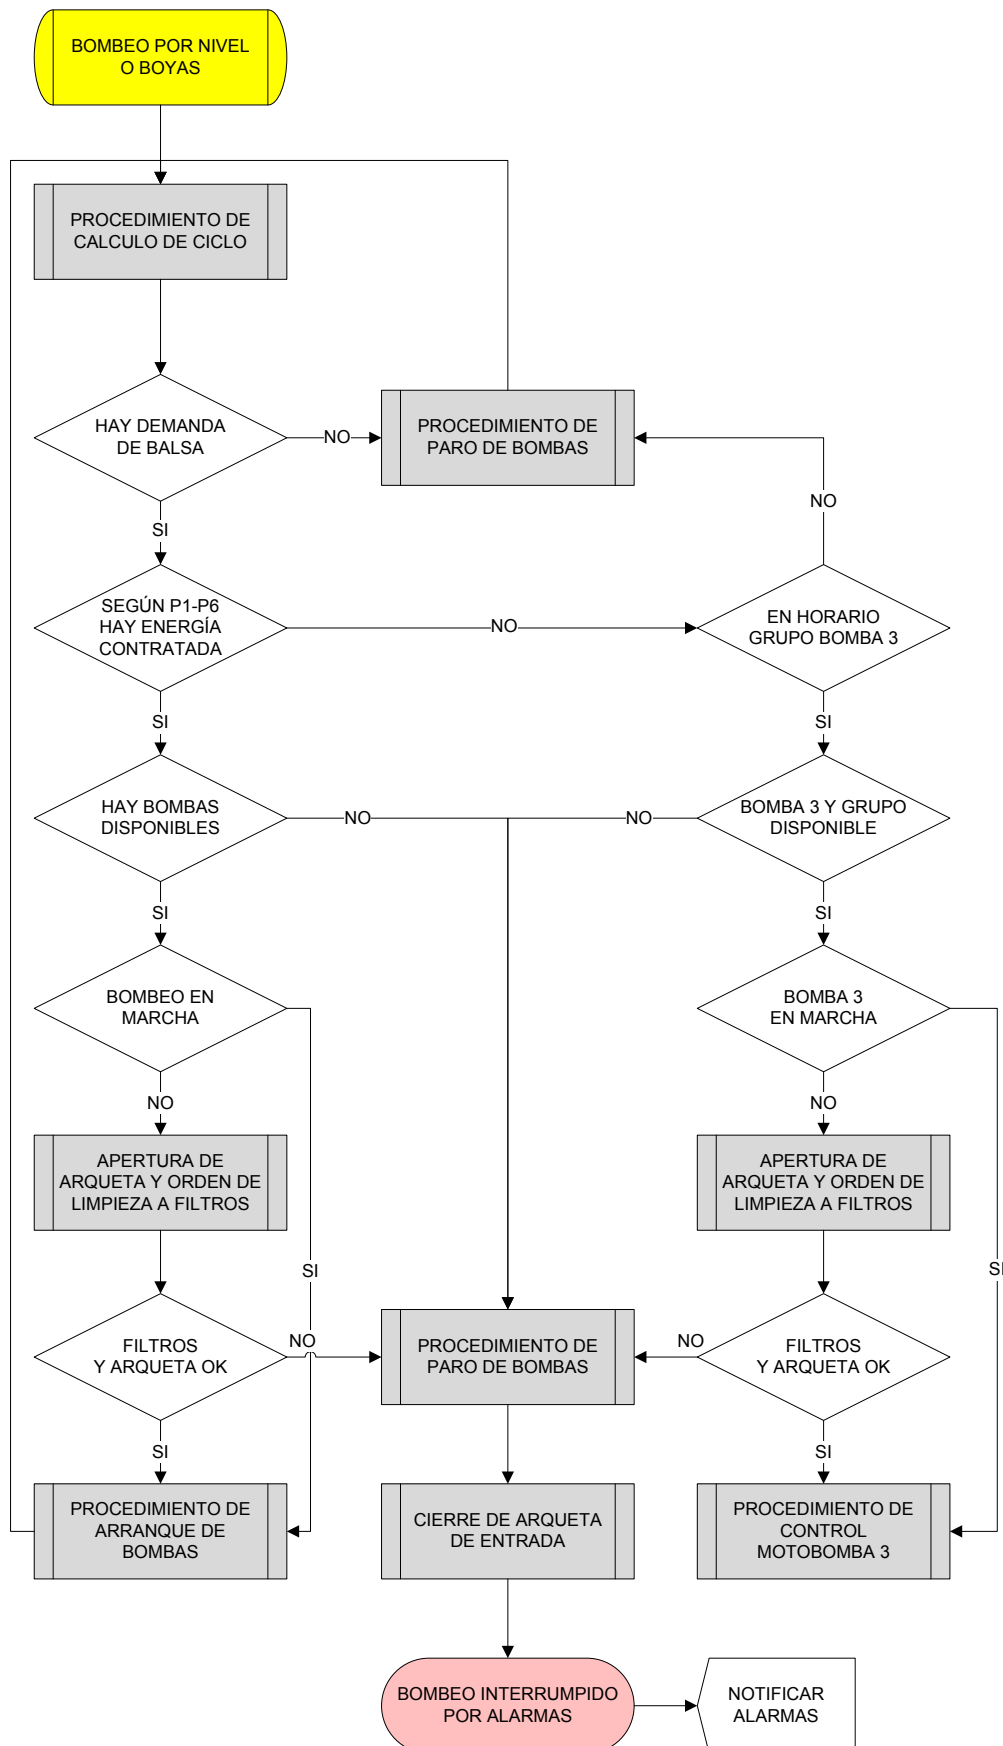 BOMBEO POR NIVEL
O BOYAS
PROCEDIMIENTO DE
CALCULO DE CICLO
HAY DEMANDA
DE BALSA
NO
PROCEDIMIENTO DE
PARO DE BOMBAS
NO
SI
SEGÚN P1-P6
HAY ENERGÍA
CONTRATADA
NO
EN HORARIO
GRUPO BOMBA 3
SI
SI
HAY BOMBAS
DISPONIBLES
NO
NO
BOMBA 3 Y GRUPO
DISPONIBLE
SI
SI
BOMBEO EN
MARCHA
BOMBA 3
EN MARCHA
NO
NO
APERTURA DE
ARQUETA Y ORDEN DE
LIMPIEZA A FILTROS
APERTURA DE
ARQUETA Y ORDEN DE
LIMPIEZA A FILTROS
SI
SI
FILTROS
Y ARQUETA OK
NO
PROCEDIMIENTO DE
PARO DE BOMBAS
NO
FILTROS
Y ARQUETA OK
SI
SI
PROCEDIMIENTO DE
ARRANQUE DE
BOMBAS
CIERRE DE ARQUETA
DE ENTRADA
PROCEDIMIENTO DE
CONTROL
MOTOBOMBA 3
BOMBEO INTERRUMPIDO
POR ALARMAS
NOTIFICAR
ALARMAS